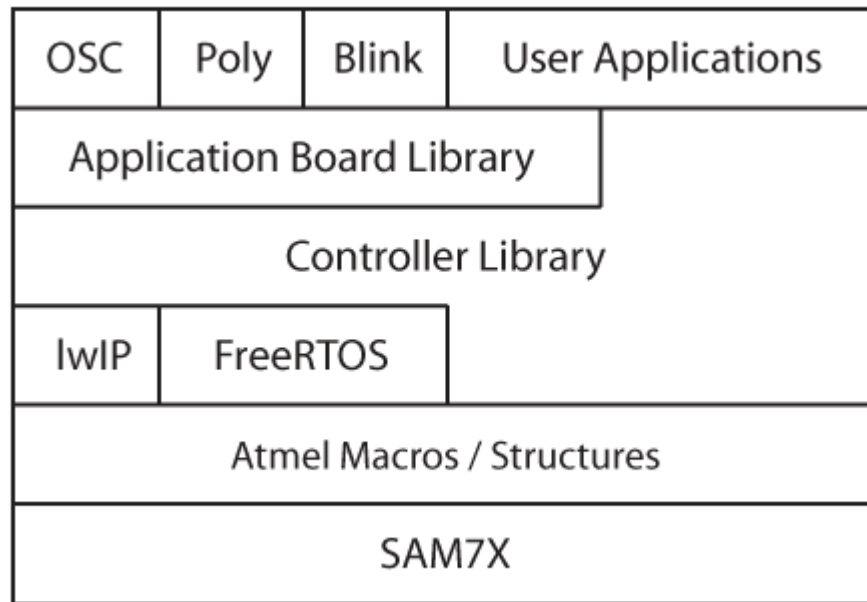 OSC Poly Blink User Applications
Application Board Library
Controller Library
lwIP FreeRTOS
Atmel Macros / Structures
SAM7X